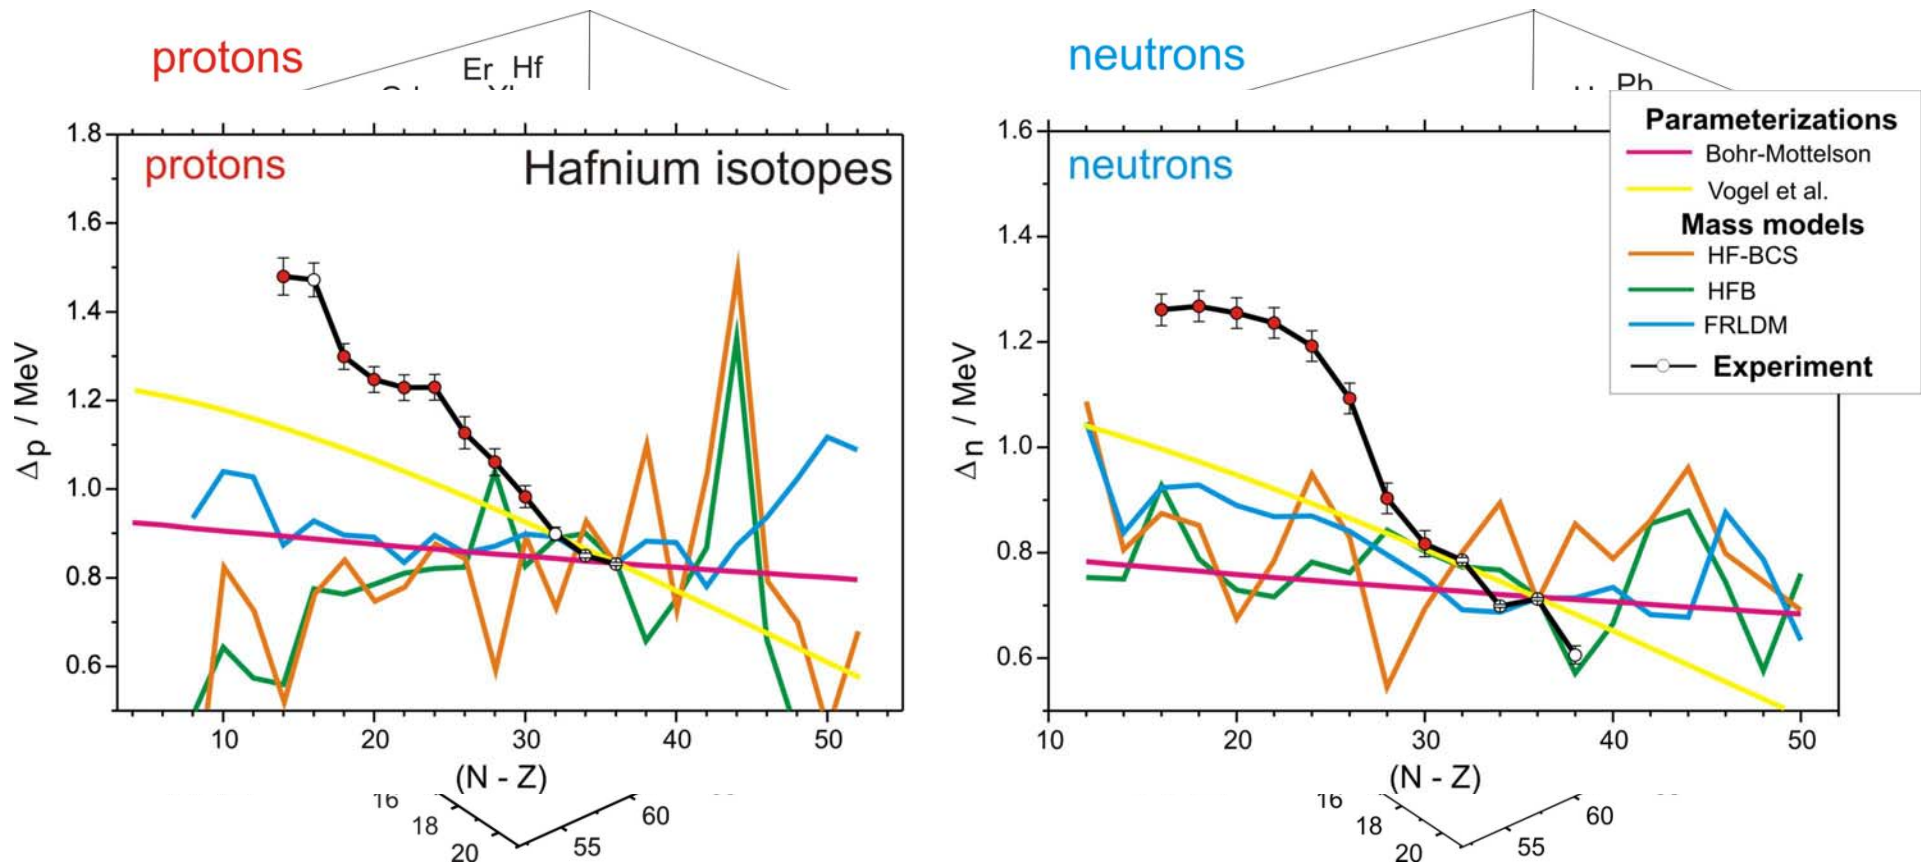 protons
Er Hf
neutrons
Pb
protons
Hafnium isotopes
1.8
1.6
1.4
1.2
1.0
0.8
0.6
Δp / MeV
10 20 30 40 50
(N - Z)
16
18
20
55
60
neutrons
1.6
1.4
1.2
1.0
0.8
0.6
Δn / MeV
10 20 30 40 50
(N - Z)
16
18
20
55
60
Parameterizations
Bohr-Mottelson
Vogel et al.
Mass models
HF-BCS
HFB
FRLDM
Experiment